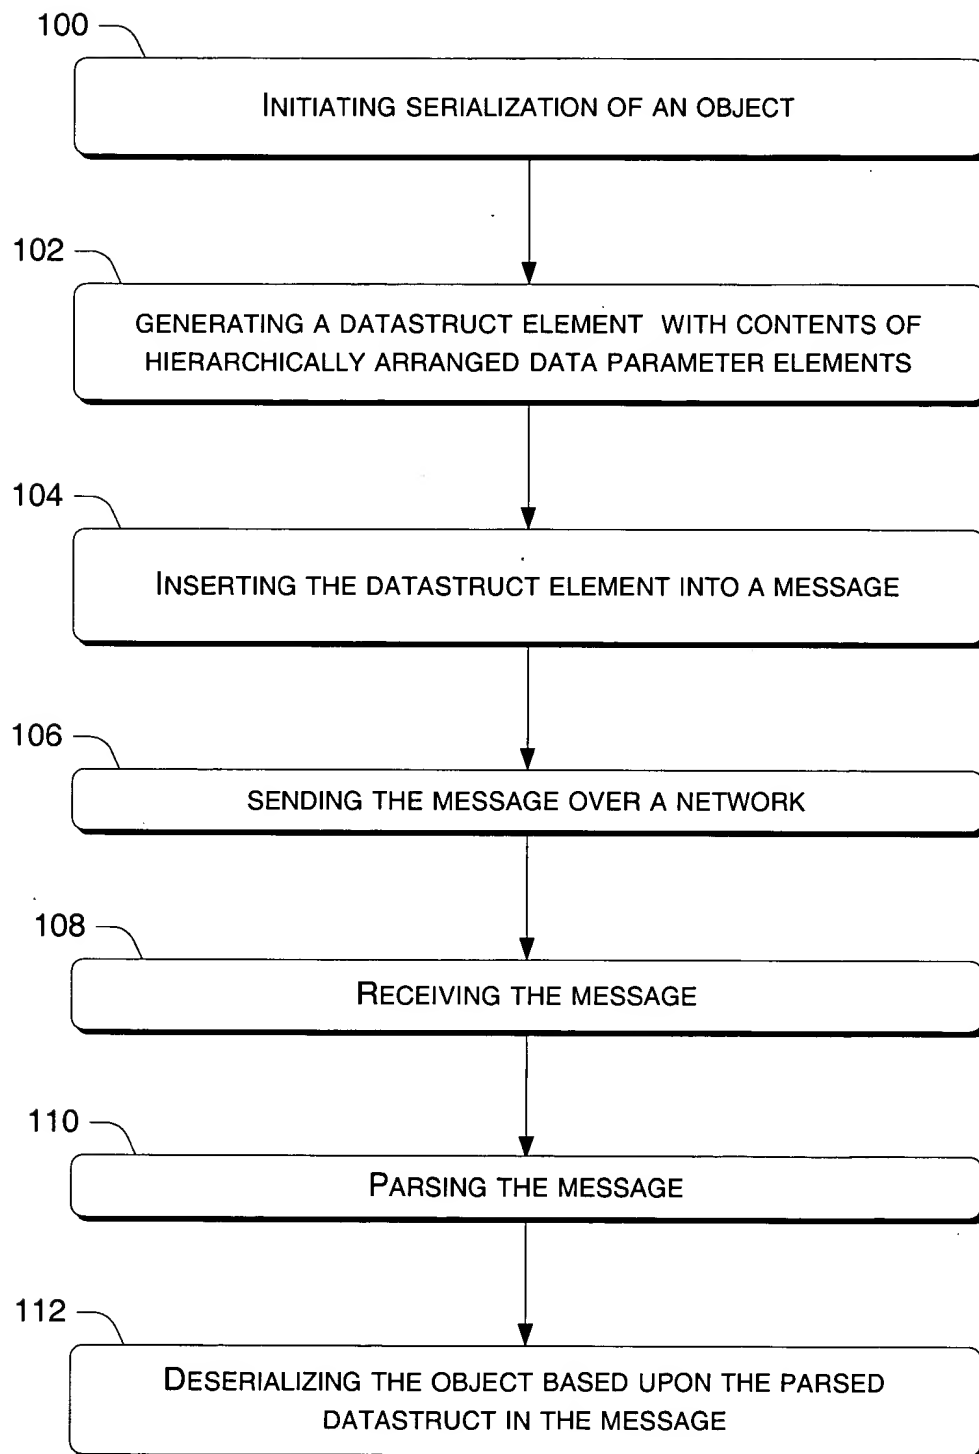 100
INITIATING SERIALIZATION OF AN OBJECT
102
GENERATING A DATASTRUCT ELEMENT WITH CONTENTS OF
HIERARCHICALLY ARRANGED DATA PARAMETER ELEMENTS
104
INSERTING THE DATASTRUCT ELEMENT INTO A MESSAGE
106
SENDING THE MESSAGE OVER A NETWORK
108
RECEIVING THE MESSAGE
110
PARSING THE MESSAGE
112
DESERIALIZING THE OBJECT BASED UPON THE PARSED
DATASTRUCT IN THE MESSAGE